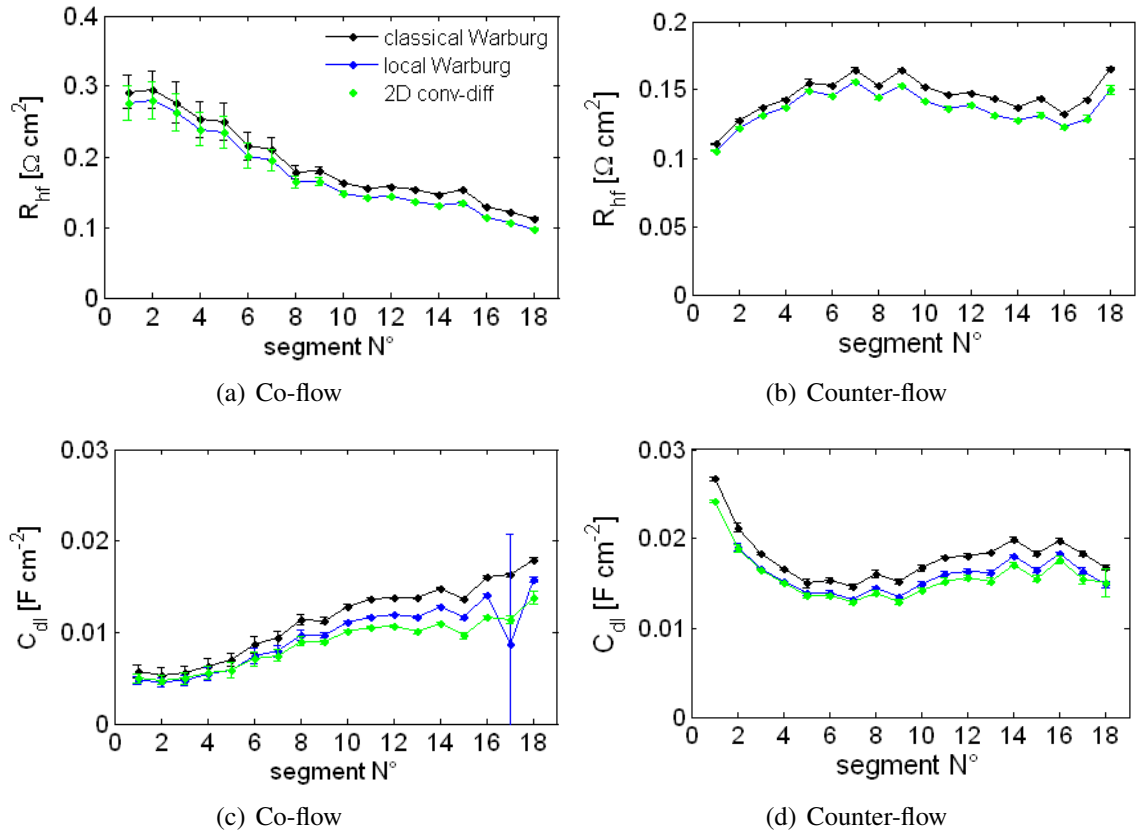 0.4
0.3
0.2
0.1
0
R_hf [Ω cm²]
classical Warburg
local Warburg
2D conv-diff
0 2 4 6 8 10 12 14 16 18
segment N°
(a) Co-flow
0.2
0.15
0.1
0.05
0
R_hf [Ω cm²]
0 2 4 6 8 10 12 14 16 18
segment N°
(b) Counter-flow
0.03
0.02
0.01
0
C_dl [F cm⁻²]
0 2 4 6 8 10 12 14 16 18
segment N°
(c) Co-flow
0.03
0.02
0.01
0
C_dl [F cm⁻²]
0 2 4 6 8 10 12 14 16 18
segment N°
(d) Counter-flow